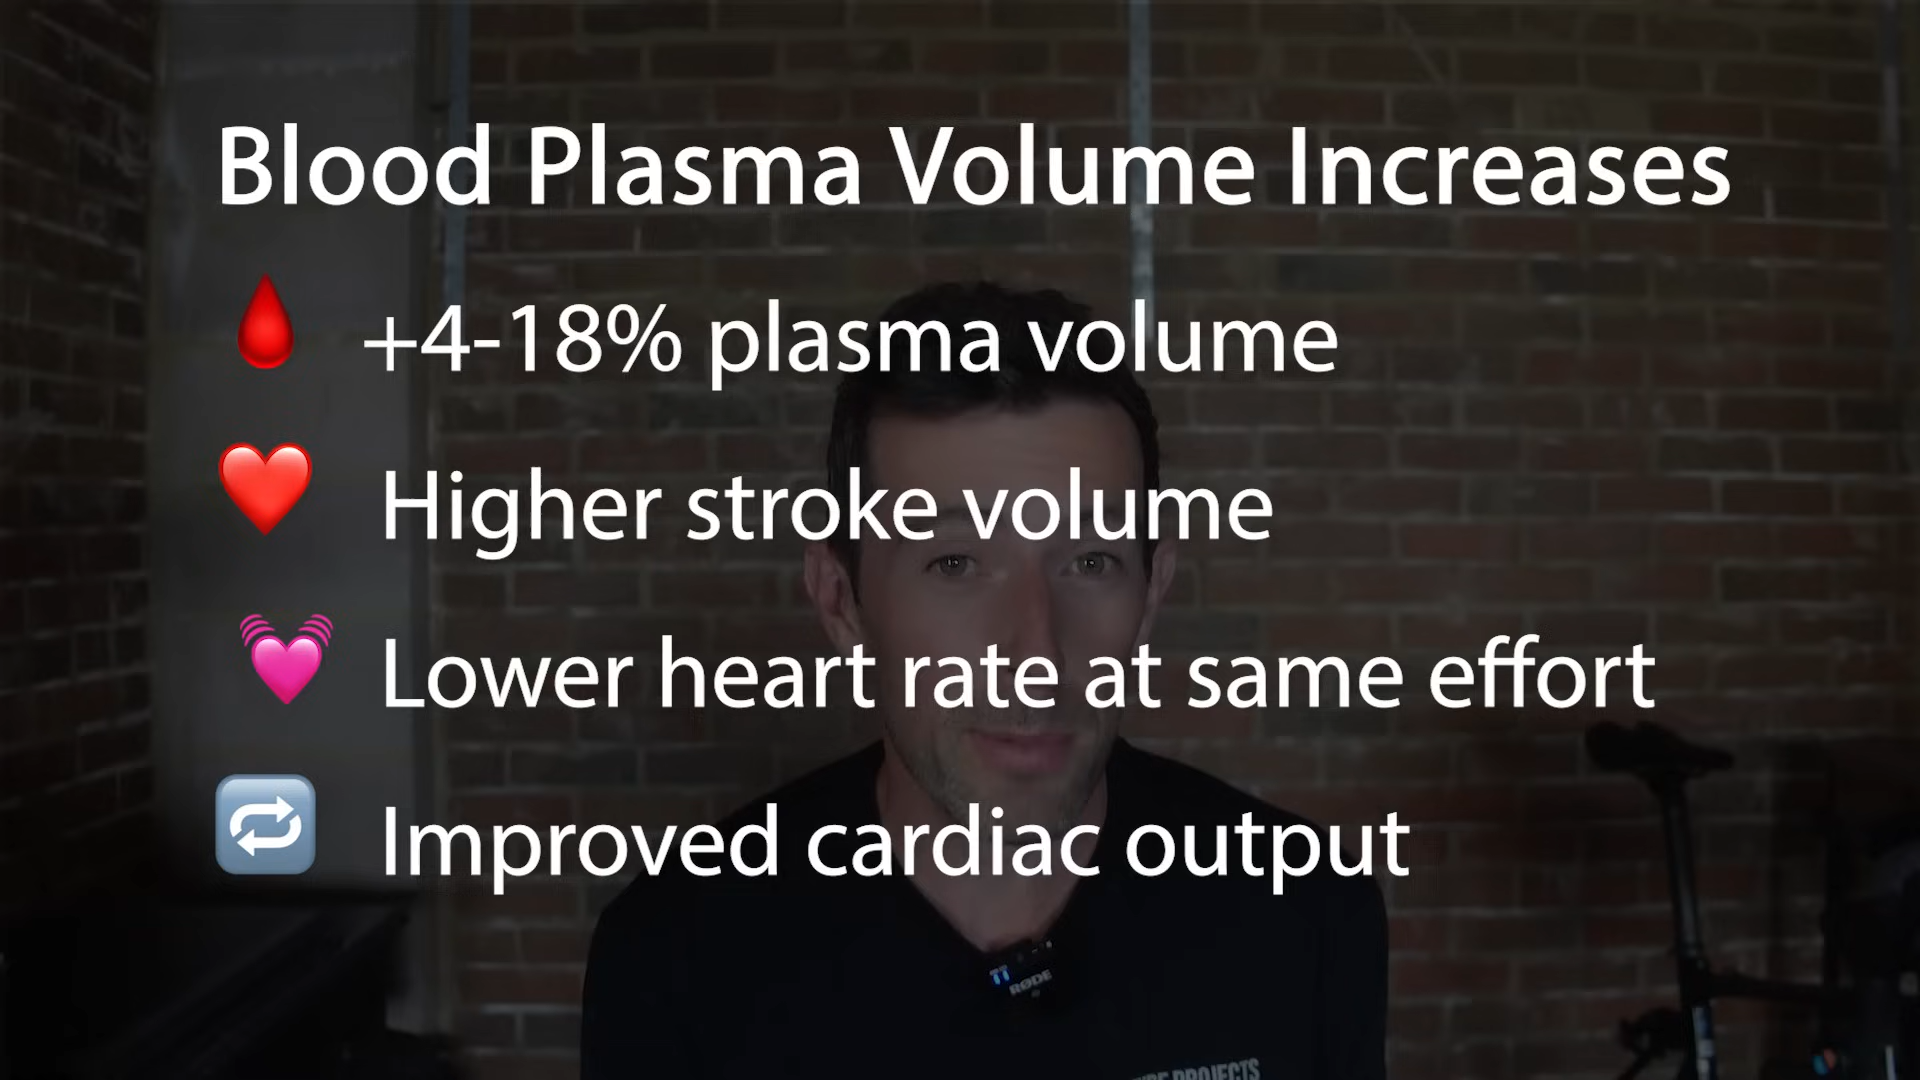 Blood Plasma Volume Increases
+4-18% plasma volume
Higher stroke volume
Lower heart rate at same effort
Improved cardiac output
RØDE
PROJECTS